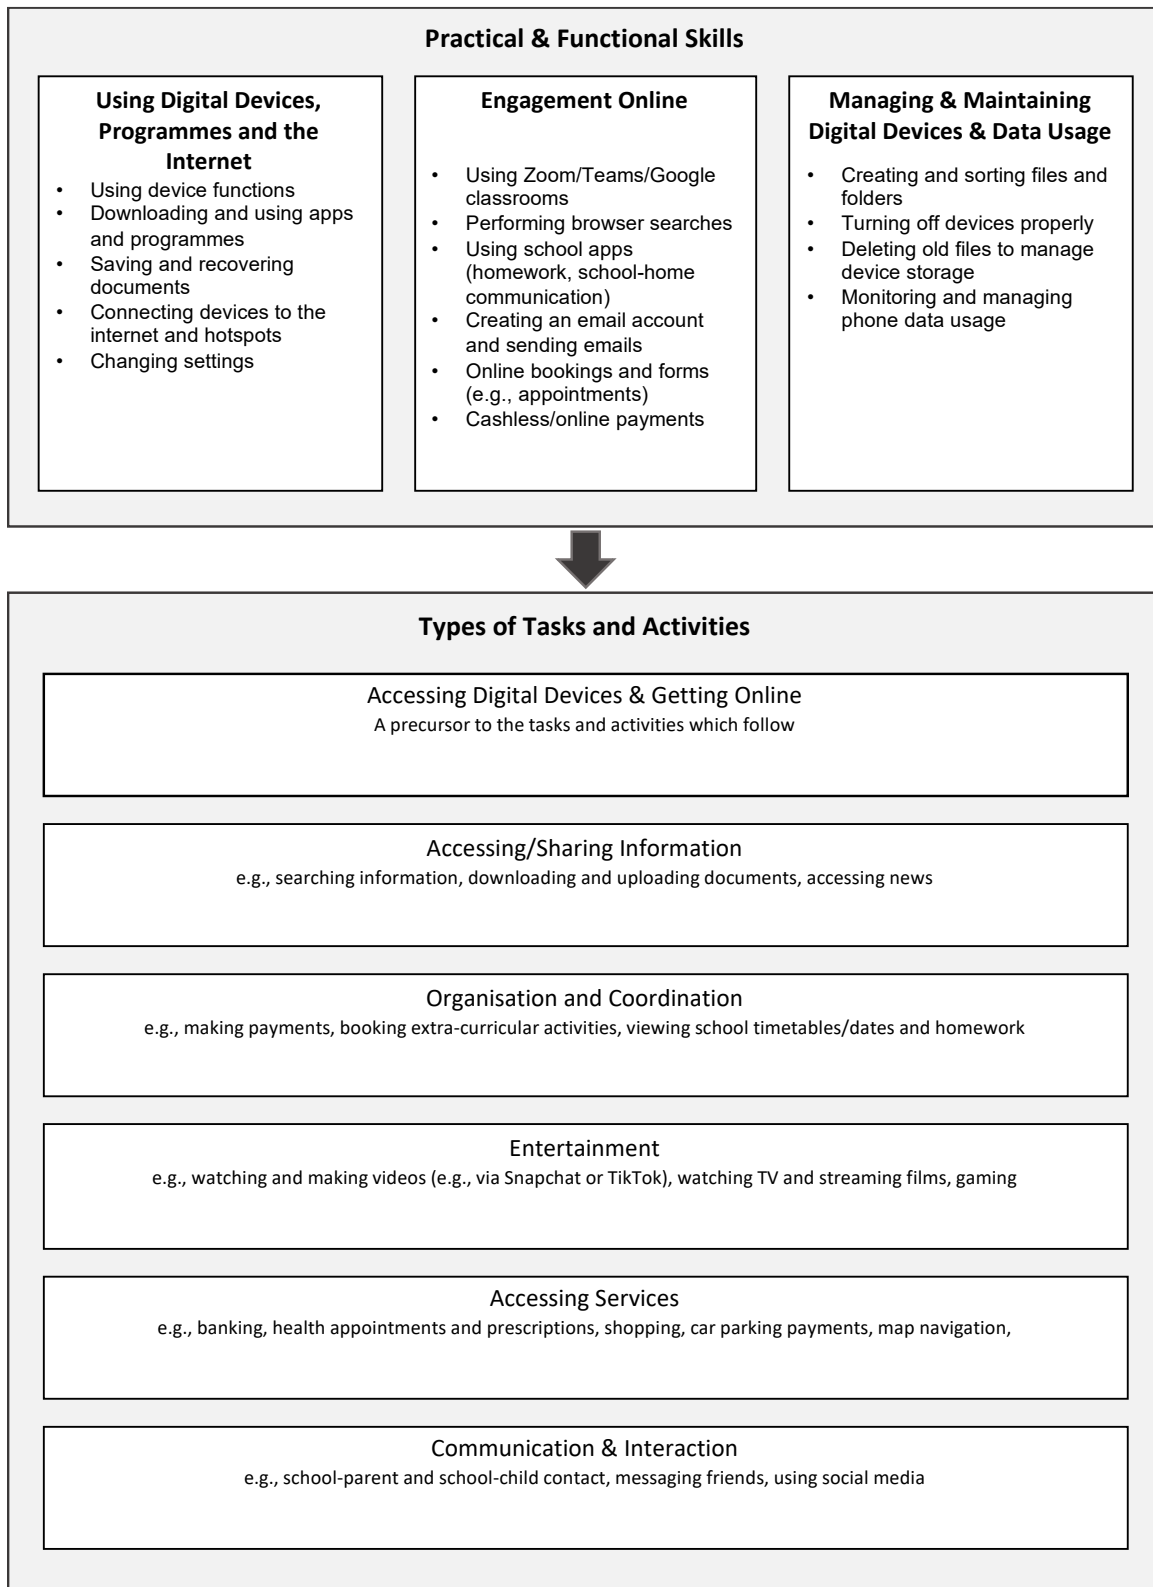 Practical & Functional Skills
Using Digital Devices,
Programmes and the
Internet
• Using device functions
• Downloading and using apps
and programmes
• Saving and recovering
documents
• Connecting devices to the
internet and hotspots
• Changing settings
Engagement Online
• Using Zoom/Teams/Google
classrooms
• Performing browser searches
• Using school apps
(homework, school-home
communication)
• Creating an email account
and sending emails
• Online bookings and forms
(e.g., appointments)
• Cashless/online payments
Managing & Maintaining
Digital Devices & Data Usage
• Creating and sorting files and
folders
• Turning off devices properly
• Deleting old files to manage
device storage
• Monitoring and managing
phone data usage
Types of Tasks and Activities
Accessing Digital Devices & Getting Online
A precursor to the tasks and activities which follow
Accessing/Sharing Information
e.g., searching information, downloading and uploading documents, accessing news
Organisation and Coordination
e.g., making payments, booking extra-curricular activities, viewing school timetables/dates and homework
Entertainment
e.g., watching and making videos (e.g., via Snapchat or TikTok), watching TV and streaming films, gaming
Accessing Services
e.g., banking, health appointments and prescriptions, shopping, car parking payments, map navigation,
Communication & Interaction
e.g., school-parent and school-child contact, messaging friends, using social media